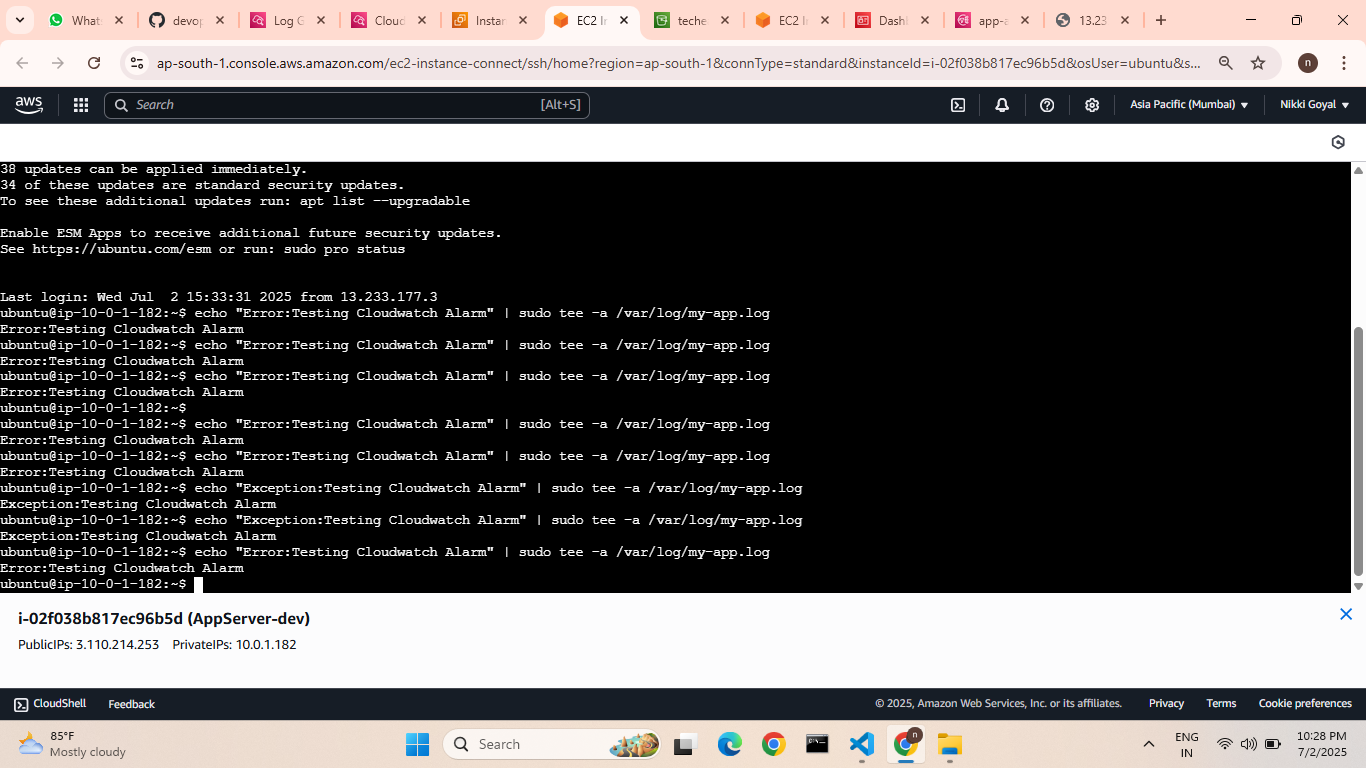 Whats
devop
Log G
Cloud
Instan
EC2 In
teche
EC2 In
Dashl
app-a
13.23
ap-south-1.console.aws.amazon.com/ec2-instance-connect/ssh/home?region=ap-south-1&connType=standard&instanceId=i-02f038b817ec96b5d&osUser=ubuntu&s...
n
aws
Search
[Alt+S]
Asia Pacific (Mumbai)
Nikki Goyal
38 updates can be applied immediately.
34 of these updates are standard security updates.
To see these additional updates run: apt list --upgradable
Enable ESM Apps to receive additional future security updates.
See https://ubuntu.com/esm or run: sudo pro status
Last login: Wed Jul  2 15:33:31 2025 from 13.233.177.3
ubuntu@ip-10-0-1-182:~$ echo "Error:Testing Cloudwatch Alarm" | sudo tee -a /var/log/my-app.log
Error:Testing Cloudwatch Alarm
ubuntu@ip-10-0-1-182:~$ echo "Error:Testing Cloudwatch Alarm" | sudo tee -a /var/log/my-app.log
Error:Testing Cloudwatch Alarm
ubuntu@ip-10-0-1-182:~$ echo "Error:Testing Cloudwatch Alarm" | sudo tee -a /var/log/my-app.log
Error:Testing Cloudwatch Alarm
ubuntu@ip-10-0-1-182:~$
ubuntu@ip-10-0-1-182:~$ echo "Error:Testing Cloudwatch Alarm" | sudo tee -a /var/log/my-app.log
Error:Testing Cloudwatch Alarm
ubuntu@ip-10-0-1-182:~$ echo "Error:Testing Cloudwatch Alarm" | sudo tee -a /var/log/my-app.log
Error:Testing Cloudwatch Alarm
ubuntu@ip-10-0-1-182:~$ echo "Exception:Testing Cloudwatch Alarm" | sudo tee -a /var/log/my-app.log
Exception:Testing Cloudwatch Alarm
ubuntu@ip-10-0-1-182:~$ echo "Exception:Testing Cloudwatch Alarm" | sudo tee -a /var/log/my-app.log
Exception:Testing Cloudwatch Alarm
ubuntu@ip-10-0-1-182:~$ echo "Error:Testing Cloudwatch Alarm" | sudo tee -a /var/log/my-app.log
Error:Testing Cloudwatch Alarm
ubuntu@ip-10-0-1-182:~$
i-02f038b817ec96b5d (AppServer-dev)
PublicIPs: 3.110.214.253 PrivateIPs: 10.0.1.182
CloudShell
Feedback
© 2025, Amazon Web Services, Inc. or its affiliates.
Privacy
Terms
Cookie preferences
85°F
Mostly cloudy
Search
n
ENG
IN
10:28 PM
7/2/2025